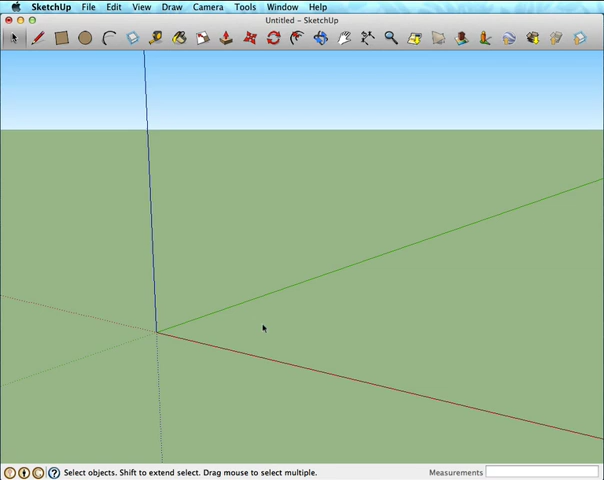 SketchUp File Edit View Draw Camera Tools Window Help
Untitled – SketchUp
Select objects. Shift to extend select. Drag mouse to select multiple. Measurements